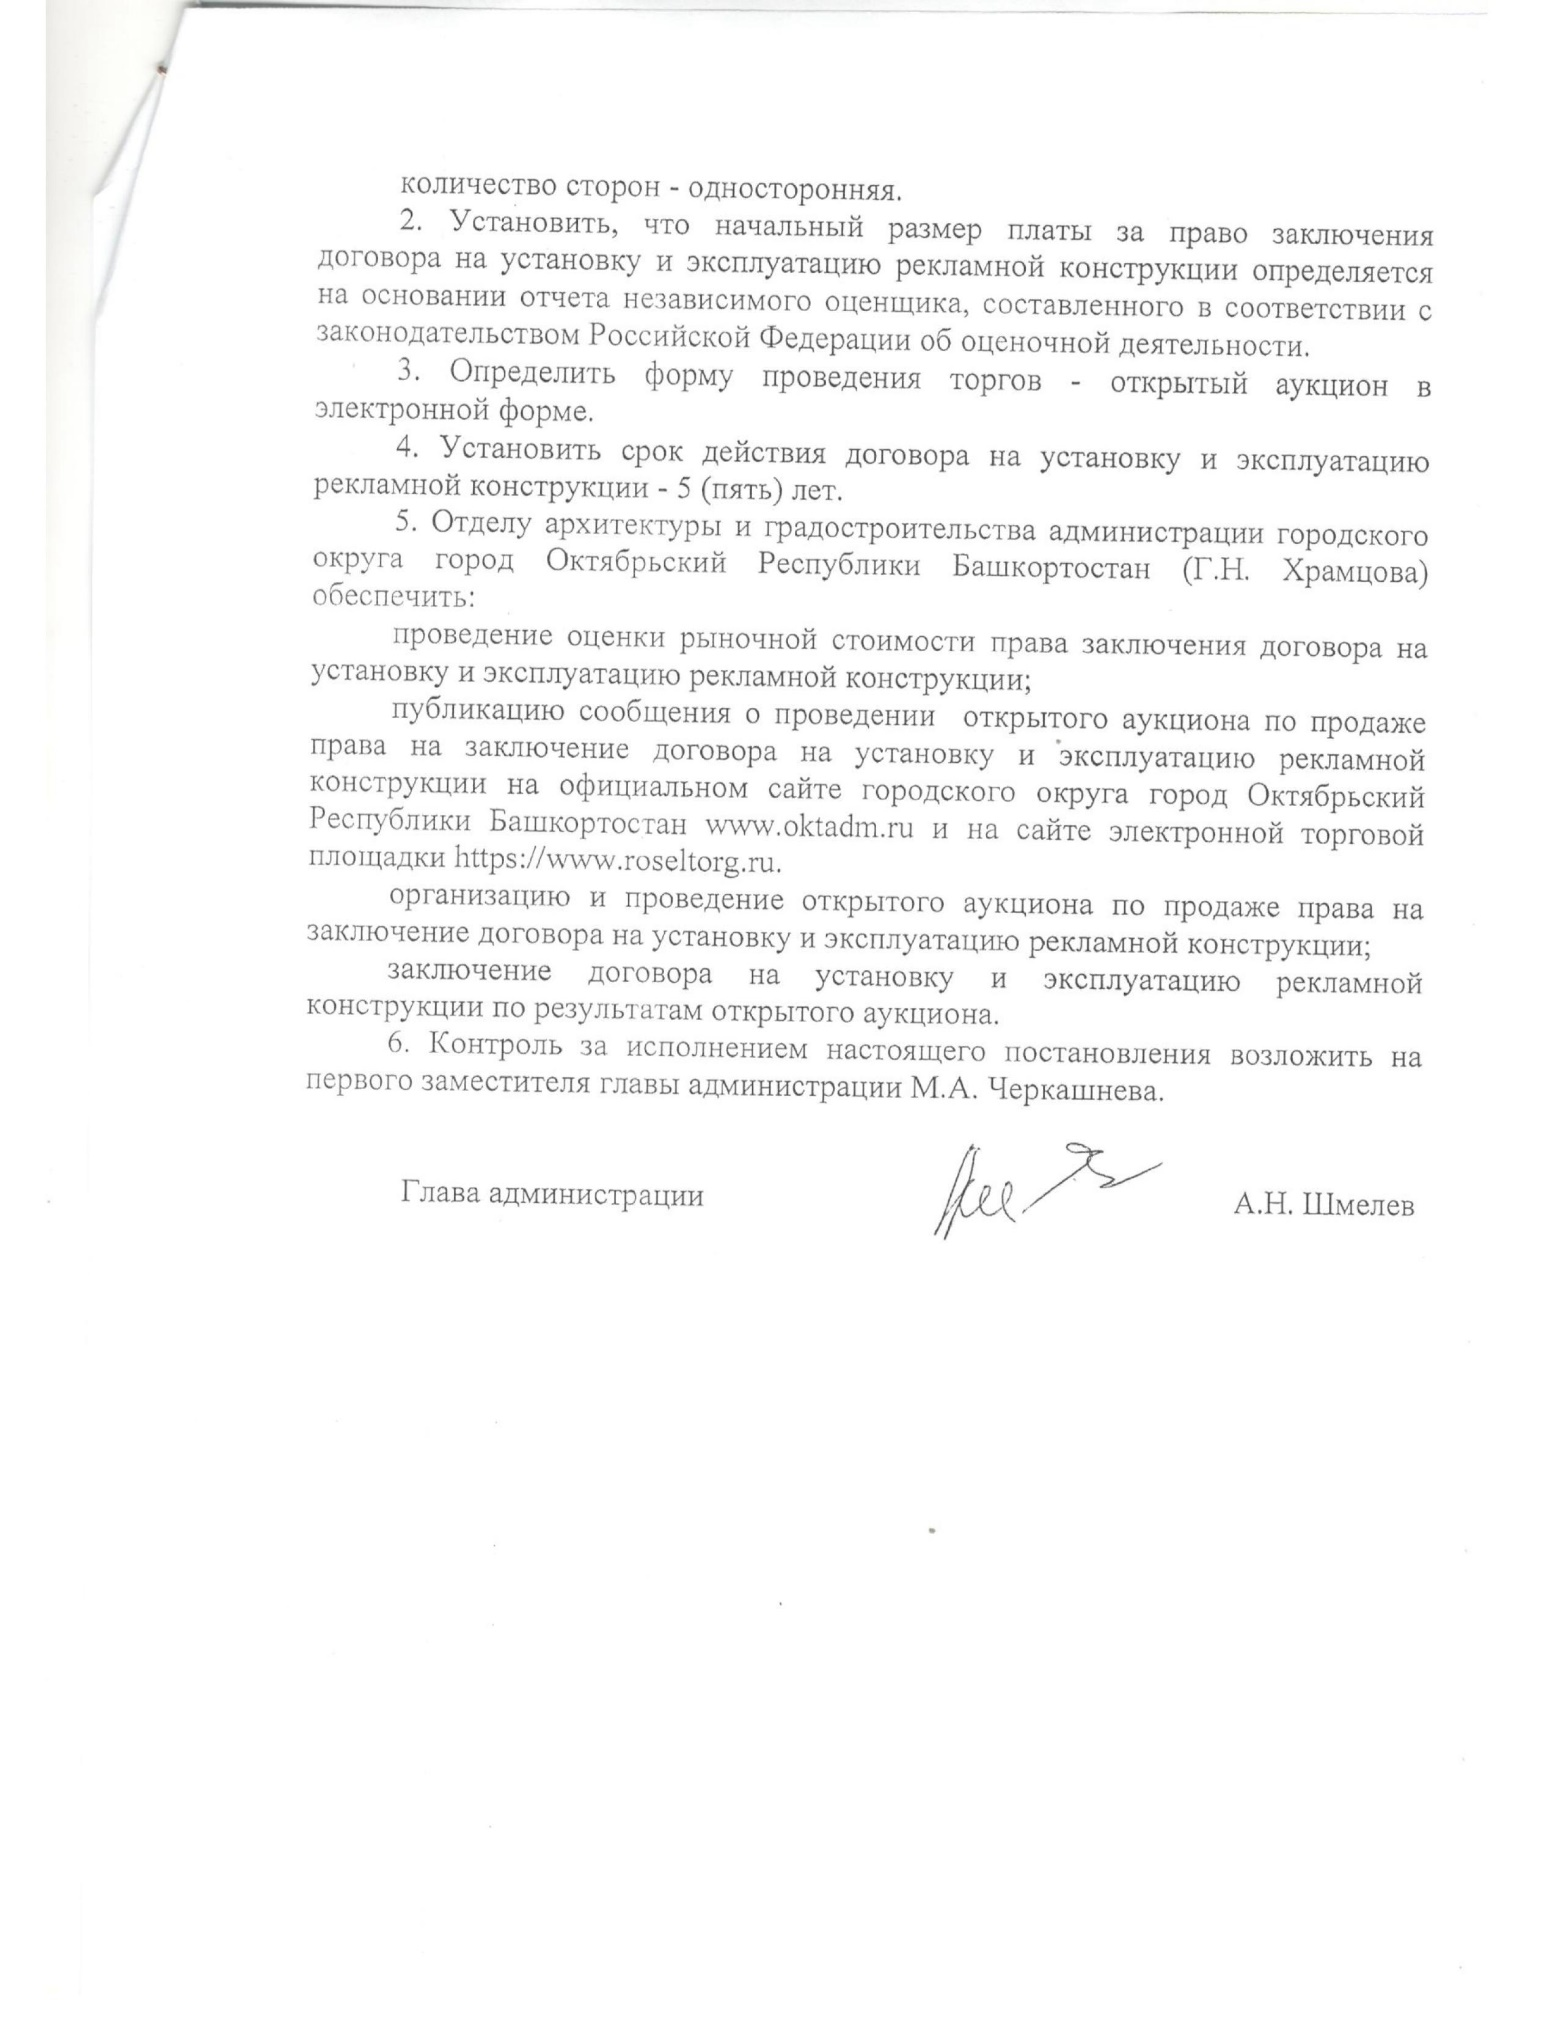 количество сторон - односторонняя.
2. Установить, что начальный размер платы за право заключения
договора на установку и эксплуатацию рекламной конструкции определяется
на основании отчета независимого оценщика, составленного в соответствии с
законодательством Российской Федерации об оценочной деятельности.
3. Определить форму проведения торгов - открытый аукцион в
электронной форме.
4. Установить срок действия договора на установку и эксплуатацию
рекламной конструкции - 5 (пять) лет.
5. Отделу архитектуры и градостроительства администрации городского
округа город Октябрьский Республики Башкортостан (Г.Н. Храмцова)
обеспечить:
проведение оценки рыночной стоимости права заключения договора на
установку и эксплуатацию рекламной конструкции;
публикацию сообщения о проведении открытого аукциона по продаже
права на заключение договора на установку и эксплуатацию рекламной
конструкции на официальном сайте городского округа город Октябрьский
Республики Башкортостан www.oktadm.ru и на сайте электронной торговой
площадки https://www.roseltorg.ru.
организацию и проведение открытого аукциона по продаже права на
заключение договора на установку и эксплуатацию рекламной конструкции;
заключение договора на установку и эксплуатацию рекламной
конструкции по результатам открытого аукциона.
6. Контроль за исполнением настоящего постановления возложить на
первого заместителя главы администрации М.А. Черкашнева.
Глава администрации А.Н. Шмелев